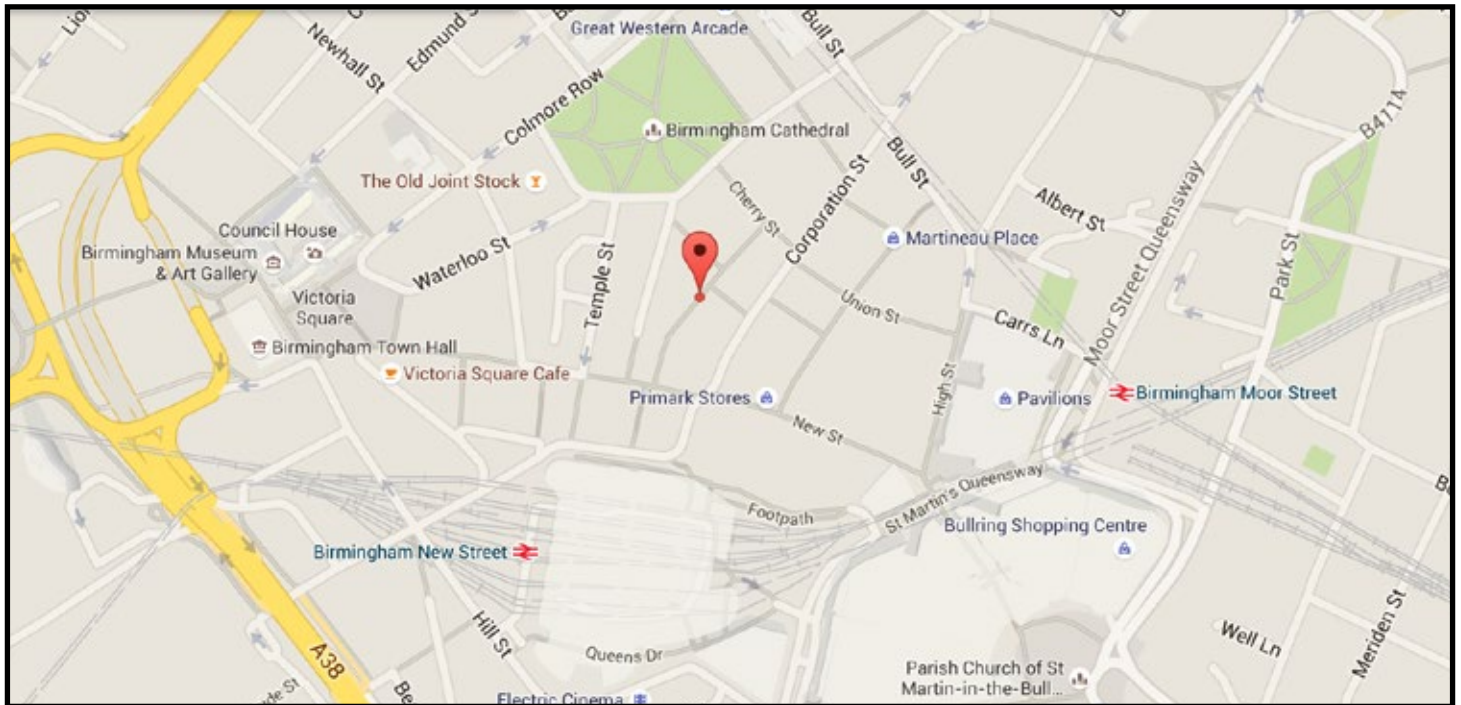 Newhall St
Edmund S
Great Western Arcade
Bull St
Colmore Row
Birmingham Cathedral
B4114
The Old Joint Stock
Cherry St
Corporation St
Bull St
Albert St
Moor Street Queensway
Park St
Council House
Birmingham Museum
& Art Gallery
Waterloo St
Martineau Place
Temple St
Victoria
Square
Union St
Carrs Ln
Birmingham Town Hall
Victoria Square Cafe
Primark Stores
High St
Pavilions
Birmingham Moor Street
New St
St Martin's Queensway
Footpath
Bullring Shopping Centre
Birmingham New Street
Hill St
Queens Dr
A38
Well Ln
Meriden St
Parish Church of St
Martin-in-the-Bull...
Electric Cinema
de St
Be